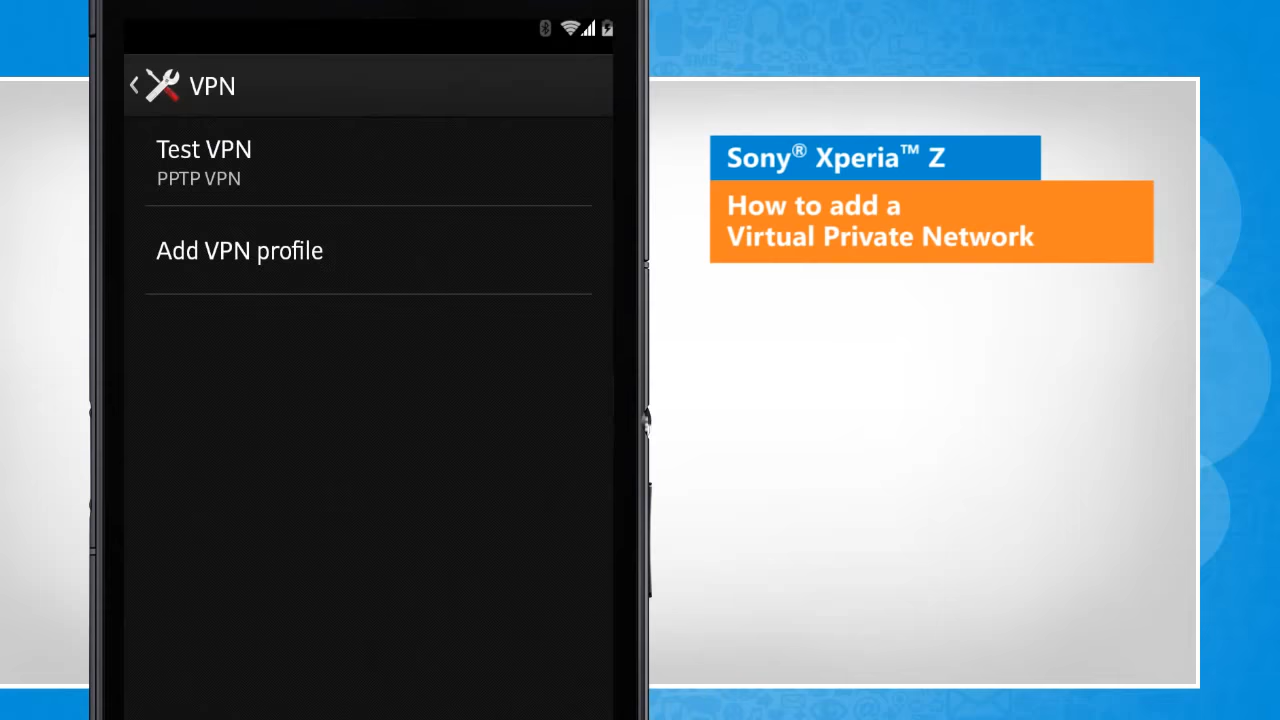 VPN
Test VPN
PPTP VPN
Add VPN profile
Sony® Xperia™ Z
How to add a
Virtual Private Network